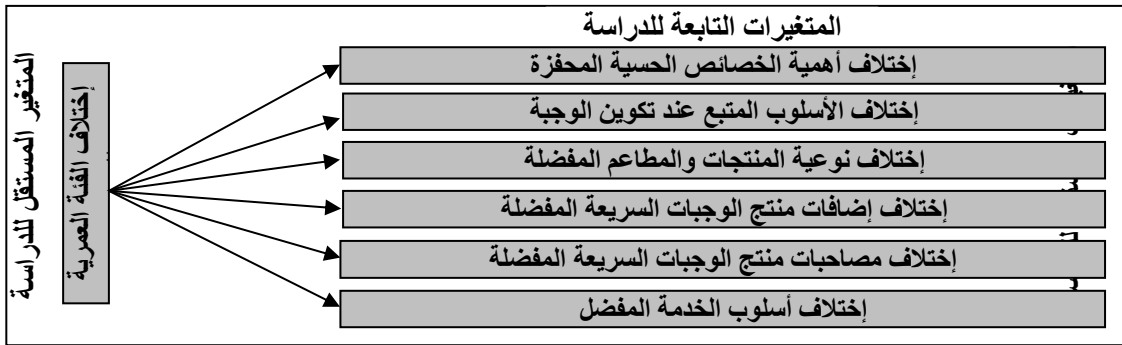 المتغيرات التابعة للدراسة
المتغير المستقل للدراسة
إختلاف الفئة العمرية
إختلاف أهمية الخصائص الحسية المحفزة
إختلاف الأسلوب المتبع عند تكوين الوجبة
إختلاف نوعية المنتجات والمطاعم المفضلة
إختلاف إضافات منتج الوجبات السريعة المفضلة
إختلاف مصاحبات منتج الوجبات السريعة المفضلة
إختلاف أسلوب الخدمة المفضل